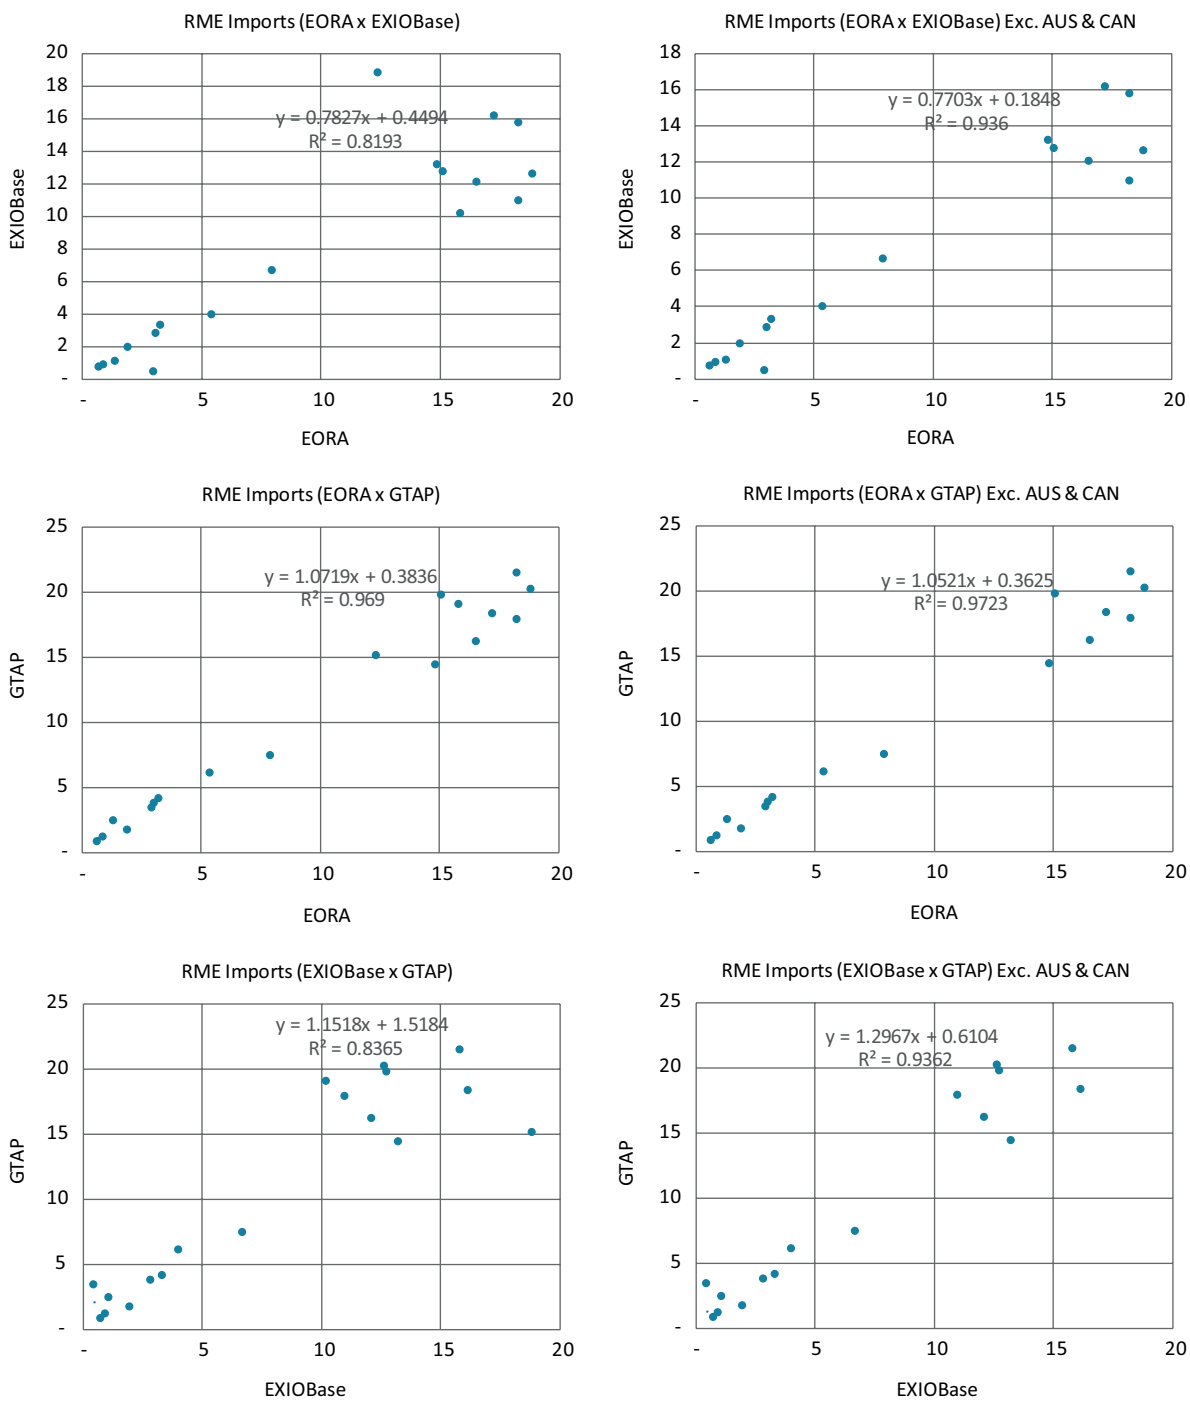 RME Imports (EORA x EXIOBase)
20
18
16
14
12
10
8
6
4
2
-
y = 0.7827x + 0.4494
R² = 0.8193
EXIOBase
- 5 10 15 20
EORA
RME Imports (EORA x EXIOBase) Exc. AUS & CAN
18
16
14
12
10
8
6
4
2
-
y = 0.7703x + 0.1848
R² = 0.936
EXIOBase
- 5 10 15 20
EORA
RME Imports (EORA x GTAP)
25
20
15
10
5
-
y = 1.0719x + 0.3836
R² = 0.969
GTAP
- 5 10 15 20
EORA
RME Imports (EORA x GTAP) Exc. AUS & CAN
25
20
15
10
5
-
y = 1.0521x + 0.3625
R² = 0.9723
GTAP
- 5 10 15 20
EORA
RME Imports (EXIOBase x GTAP)
25
20
15
10
5
-
y = 1.1518x + 1.5184
R² = 0.8365
GTAP
- 5 10 15 20
EXIOBase
RME Imports (EXIOBase x GTAP) Exc. AUS & CAN
25
20
15
10
5
-
y = 1.2967x + 0.6104
R² = 0.9362
GTAP
- 5 10 15 20
EXIOBase